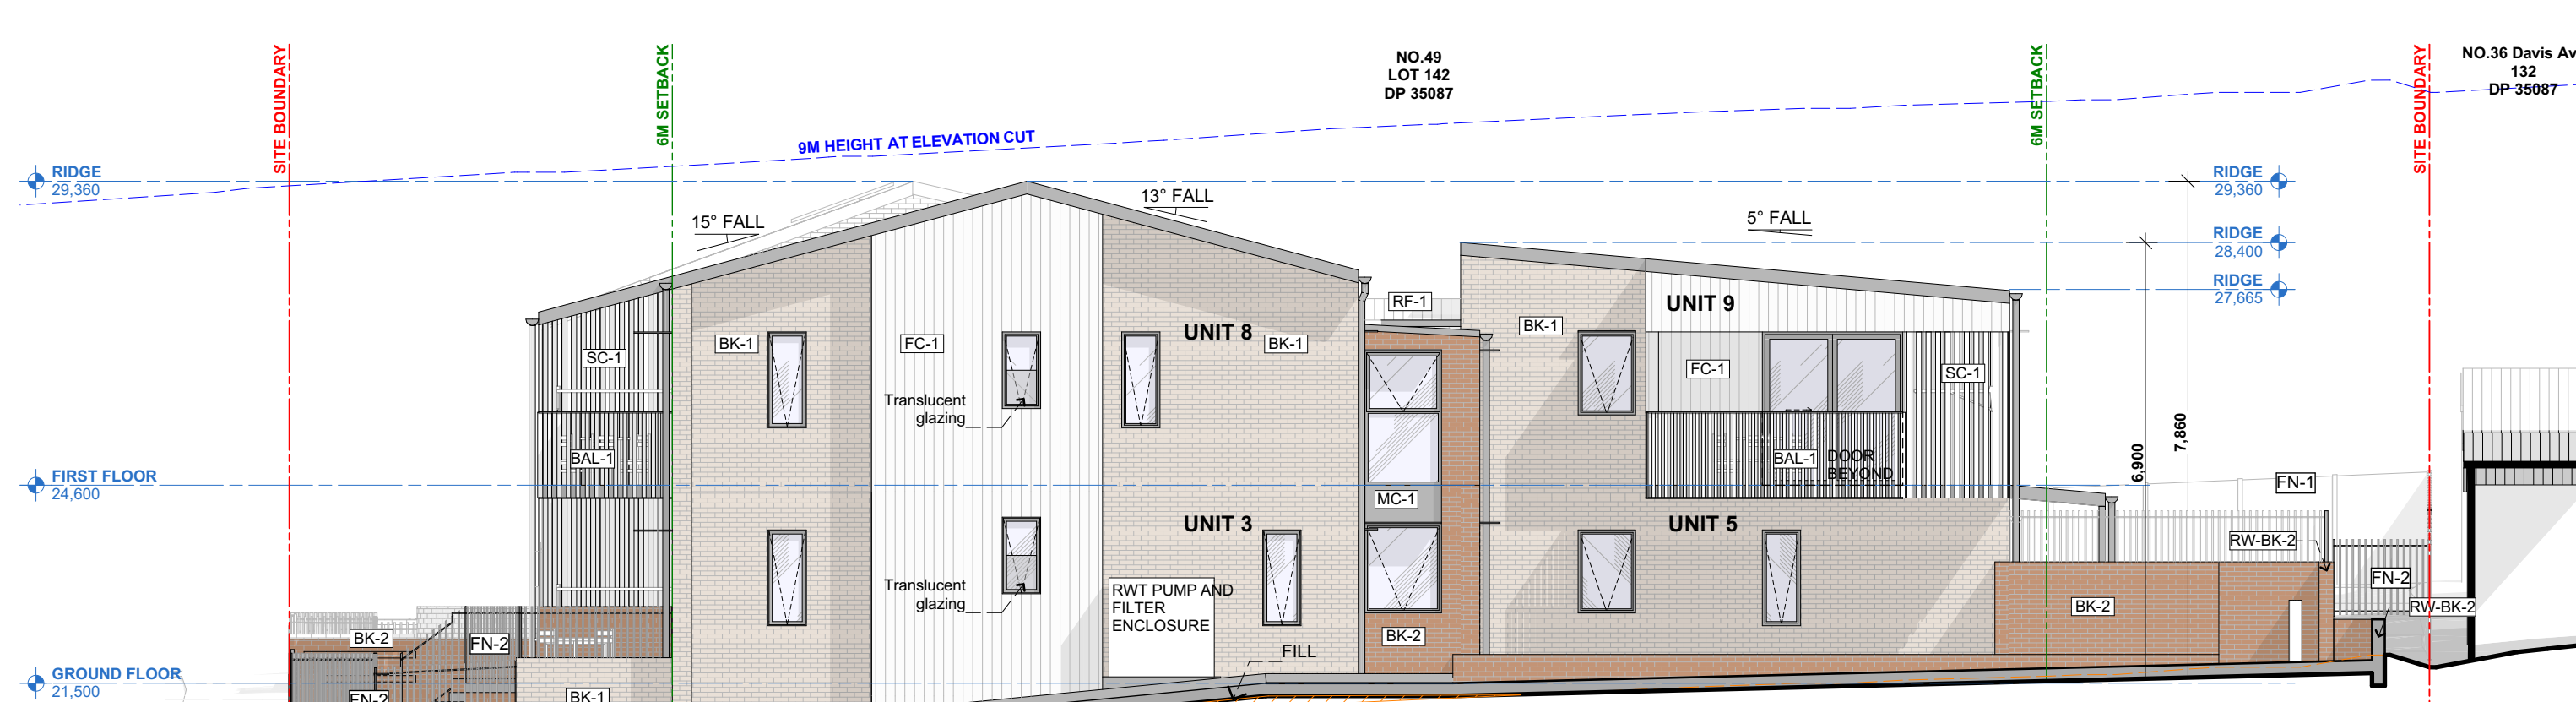 SITE BOUNDARY
6M SETBACK
NO.49
LOT 142
DP 35087
6M SETBACK
SITE BOUNDARY
NO.36 Davis Av
132
DP 35087
9M HEIGHT AT ELEVATION CUT
RIDGE
29,360
15° FALL
13° FALL
5° FALL
RIDGE
29,360
RIDGE
28,400
RIDGE
27,665
RF-1
UNIT 9
UNIT 8
BK-1
SC-1
BK-1
FC-1
BK-1
FC-1
SC-1
Translucent
glazing
BAL-1
BAL-1
DOOR
BEYOND
6,900
7,860
FIRST FLOOR
24,600
MC-1
FN-1
UNIT 3
UNIT 5
RW-BK-2
Translucent
glazing
RWT PUMP AND
FILTER
ENCLOSURE
FN-2
BK-2
RW-BK-2
BK-2
FN-2
BK-2
FILL
GROUND FLOOR
21,500
FN-2
BK-1